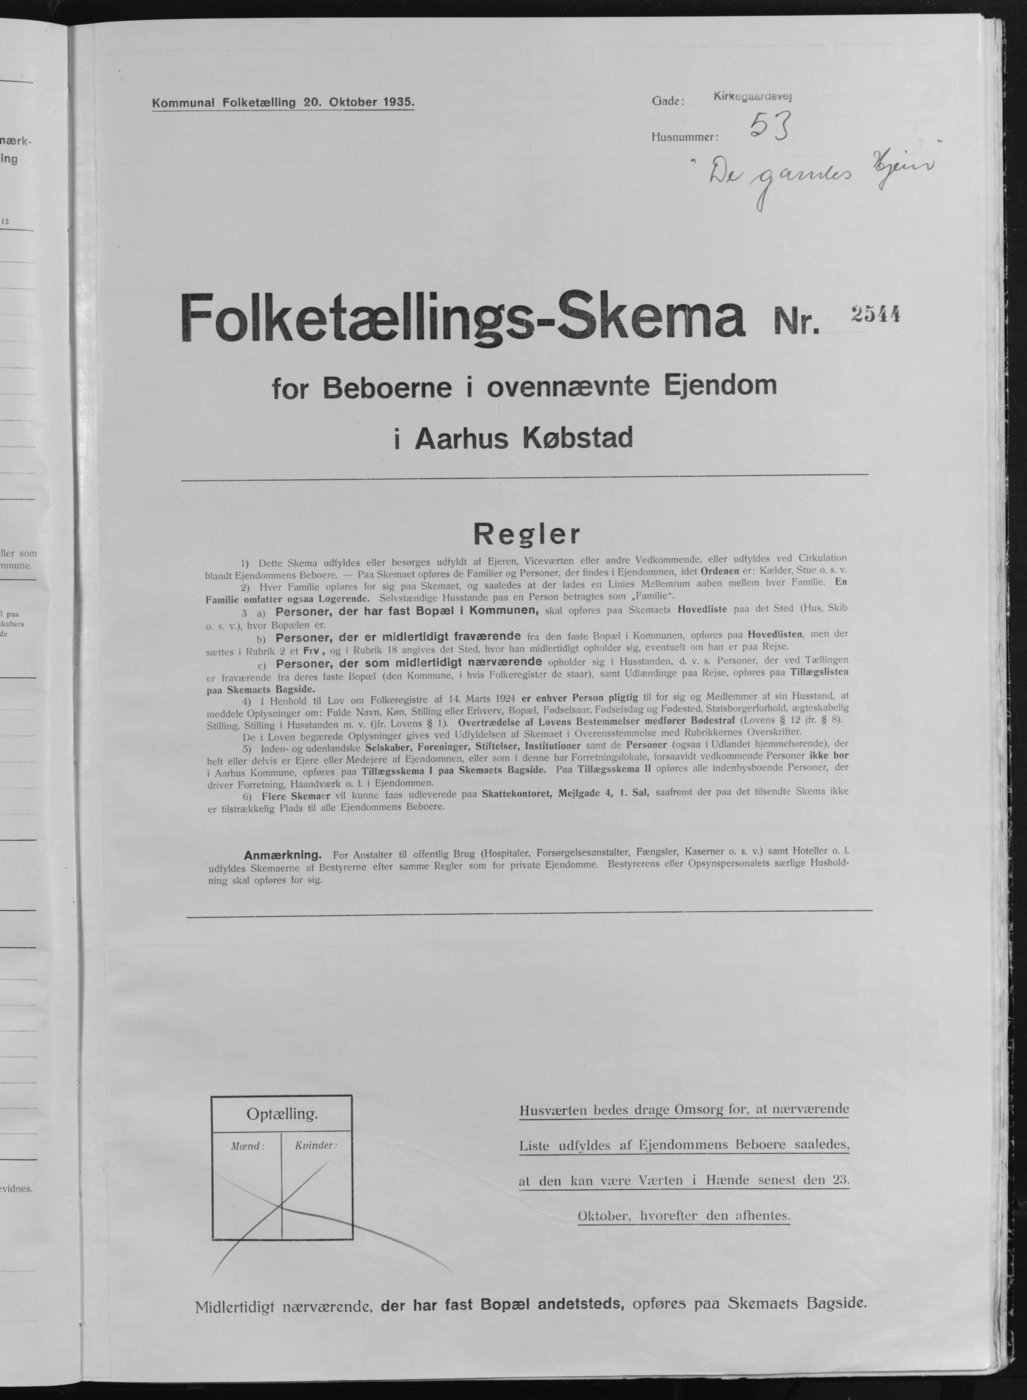 nærk-
ing
12
ller som
mmune.
l paa
skabers
de
evidnes.
Kommunal Folketælling 20. Oktober 1935.
Gade: Kirkegaardsvej
Husnummer: 53
"De gamles Hjem"
Folketællings-Skema Nr. 2544
for Beboerne i ovennævnte Ejendom
i Aarhus Købstad
Regler
1) Dette Skema udfyldes eller besørges udfyldt af Ejeren, Viceværten eller andre Vedkommende, eller udfyldes ved Cirkulation
blandt Ejendommens Beboere. — Paa Skemaet opføres de Familier og Personer, der findes i Ejendommen, idet Ordenen er: Kælder, Stue o. s. v.
2) Hver Familie opføres for sig paa Skemaet, og saaledes at der lades en Linies Mellemrum aaben mellem hver Familie. En
Familie omfatter ogsaa Logerende. Selvstændige Husstande paa en Person betragtes som „Familie“.
3 a) Personer, der har fast Bopæl i Kommunen, skal opføres paa Skemaets Hovedliste paa det Sted (Hus, Skib
o. s. v.), hvor Bopælen er.
b) Personer, der er midlertidigt fraværende fra den faste Bopæl i Kommunen, opføres paa Hovedlisten, men der
sættes i Rubrik 2 et Frv., og i Rubrik 18 angives det Sted, hvor han midlertidigt opholder sig, eventuelt om han er paa Rejse.
c) Personer, der som midlertidigt nærværende opholder sig i Husstanden, d. v. s. Personer, der ved Tællingen
er fraværende fra deres faste Bopæl (den Kommune, i hvis Folkeregister de staar), samt Udlændinge paa Rejse, opføres paa Tillægslisten
paa Skemaets Bagside.
4) I Henhold til Lov om Folkeregistre af 14. Marts 1924 er enhver Person pligtig til for sig og Medlemmer af sin Husstand, at
meddele Oplysninger om: Fulde Navn, Køn, Stilling eller Erhverv, Bopæl, Fødselsaar, Fødselsdag og Fødested, Statsborgerforhold, ægteskabelig
Stilling, Stilling i Husstanden m. v. (jfr. Lovens § 1). Overtrædelse af Lovens Bestemmelser medfører Bødestraf (Lovens § 12 jfr. § 8).
De i Loven begærede Oplysninger gives ved Udfyldelsen af Skemaet i Overensstemmelse med Rubrikkernes Overskrifter.
5) Inden- og udenlandske Selskaber, Foreninger, Stiftelser, Institutioner samt de Personer (ogsaa i Udlandet hjemmehørende), der
helt eller delvis er Ejere eller Medejere af Ejendommen, eller som i denne har Forretningslokale, forsaavidt vedkommende Personer ikke bor
i Aarhus Kommune, opføres paa Tillægsskema I paa Skemaets Bagside. Paa Tillægsskema II opføres alle indenbysboende Personer, der
driver Forretning, Haandværk o. l. i Ejendommen.
6) Flere Skemaer vil kunne faas udleverede paa Skattekontoret, Mejlgade 4, 1. Sal, saafremt der paa det tilsendte Skema ikke
er tilstrækkelig Plads til alle Ejendommens Beboere.
Anmærkning. For Anstalter til offentlig Brug (Hospitaler, Forsørgelsesanstalter, Fængsler, Kaserner o. s. v.) samt Hoteller o. l.
udfyldes Skemaerne af Bestyrerne efter samme Regler som for private Ejendomme. Bestyrerens eller Opsynspersonalets særlige Hushold-
ning skal opføres for sig.
Optælling.
Mænd: Kvinder:
Husværten bedes drage Omsorg for, at nærværende
Liste udfyldes af Ejendommens Beboere saaledes,
at den kan være Værten i Hænde senest den 23.
Oktober, hvorefter den afhentes.
Midlertidigt nærværende, der har fast Bopæl andetsteds, opføres paa Skemaets Bagside.